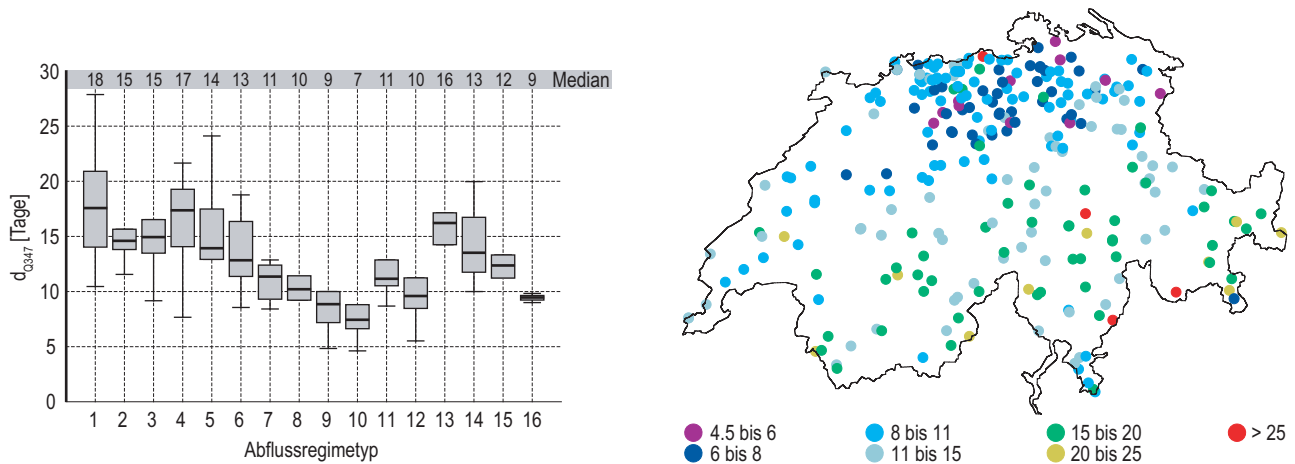 30 18 15 15 17 14 13 11 10 9 7 11 10 16 13 12 9 Median
25
20
15
10
5
0
d_Q347 [Tage]
1 2 3 4 5 6 7 8 9 10 11 12 13 14 15 16
Abflussregimetyp
4.5 bis 6 8 bis 11 15 bis 20 > 25
6 bis 8 11 bis 15 20 bis 25